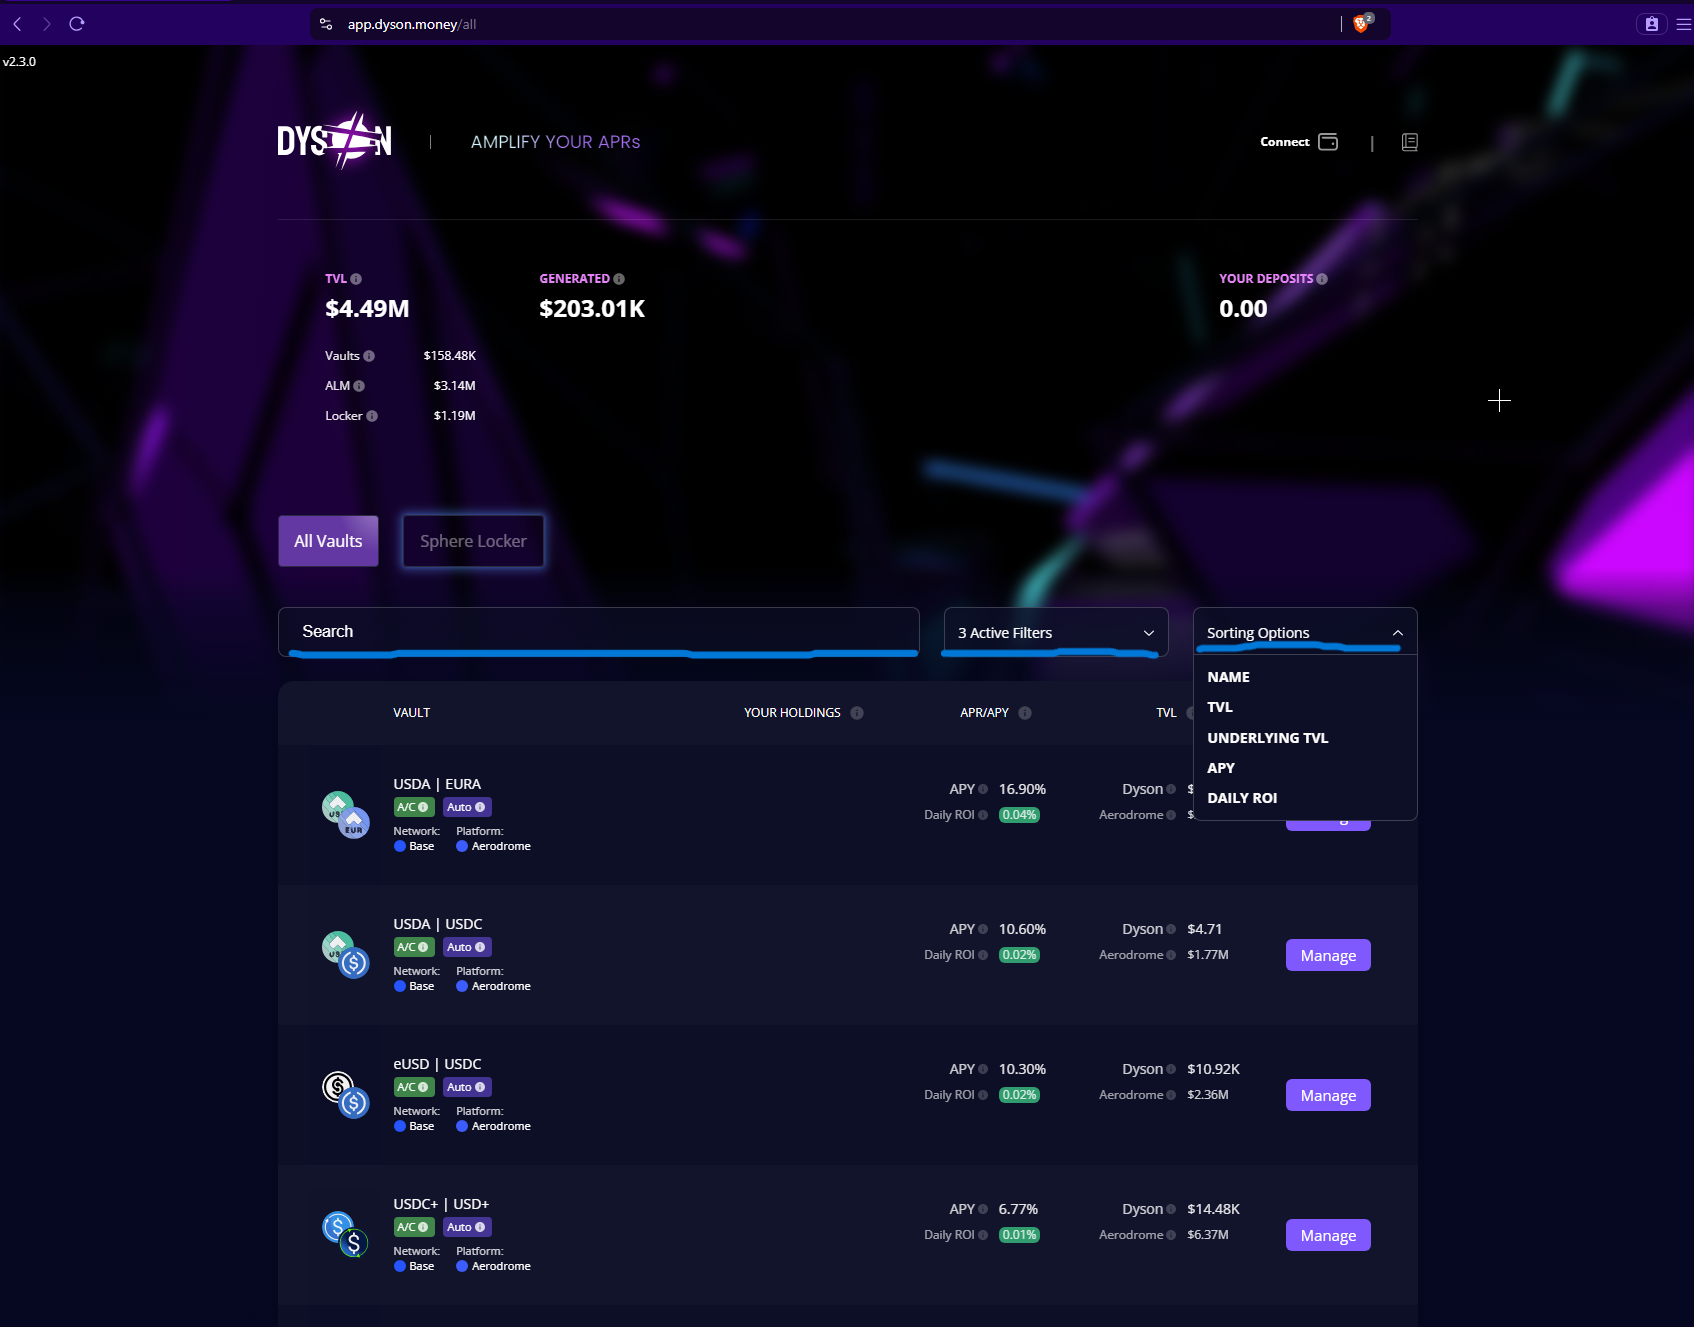 app.dyson.money/all
2
v2.3.0
DYSON | AMPLIFY YOUR APRs
Connect |
TVL
$4.49M
GENERATED
$203.01K
YOUR DEPOSITS
0.00
Vaults $158.48K
ALM $3.14M
Locker $1.19M
All Vaults
Sphere Locker
Search
3 Active Filters
Sorting Options
NAME
TVL
UNDERLYING TVL
APY
DAILY ROI
VAULT YOUR HOLDINGS APR/APY TVL
USDA | EURA
A/C Auto
Network: Platform:
Base Aerodrome
APY 16.90%
Daily ROI 0.04%
Dyson $
Aerodrome $
USDA | USDC
A/C Auto
Network: Platform:
Base Aerodrome
APY 10.60%
Daily ROI 0.02%
Dyson $4.71
Aerodrome $1.77M
Manage
eUSD | USDC
A/C Auto
Network: Platform:
Base Aerodrome
APY 10.30%
Daily ROI 0.02%
Dyson $10.92K
Aerodrome $2.36M
Manage
USDC+ | USD+
A/C Auto
Network: Platform:
Base Aerodrome
APY 6.77%
Daily ROI 0.01%
Dyson $14.48K
Aerodrome $6.37M
Manage